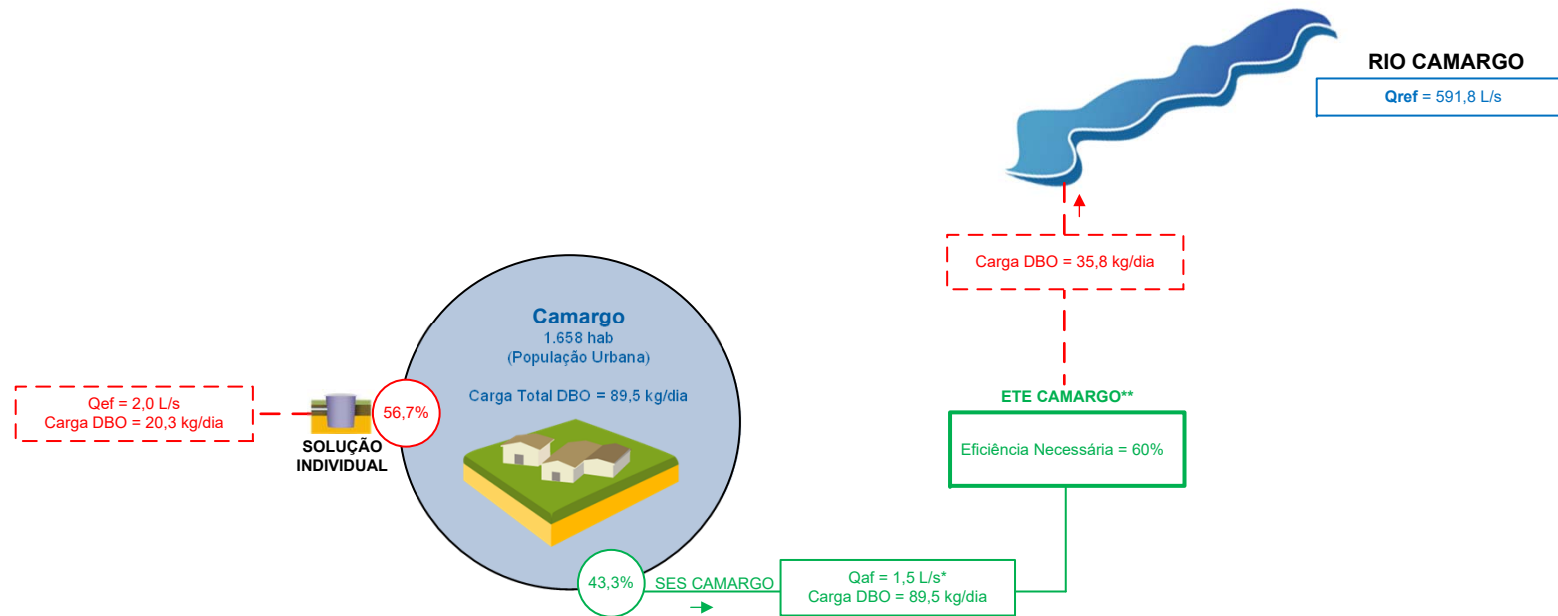 RIO CAMARGO
Qref = 591,8 L/s
Carga DBO = 35,8 kg/dia
Camargo
1.658 hab
(População Urbana)
Carga Total DBO = 89,5 kg/dia
Qef = 2,0 L/s
Carga DBO = 20,3 kg/dia
56,7%
SOLUÇÃO
INDIVIDUAL
ETE CAMARGO**
Eficiência Necessária = 60%
43,3%
SES CAMARGO
Qaf = 1,5 L/s*
Carga DBO = 89,5 kg/dia